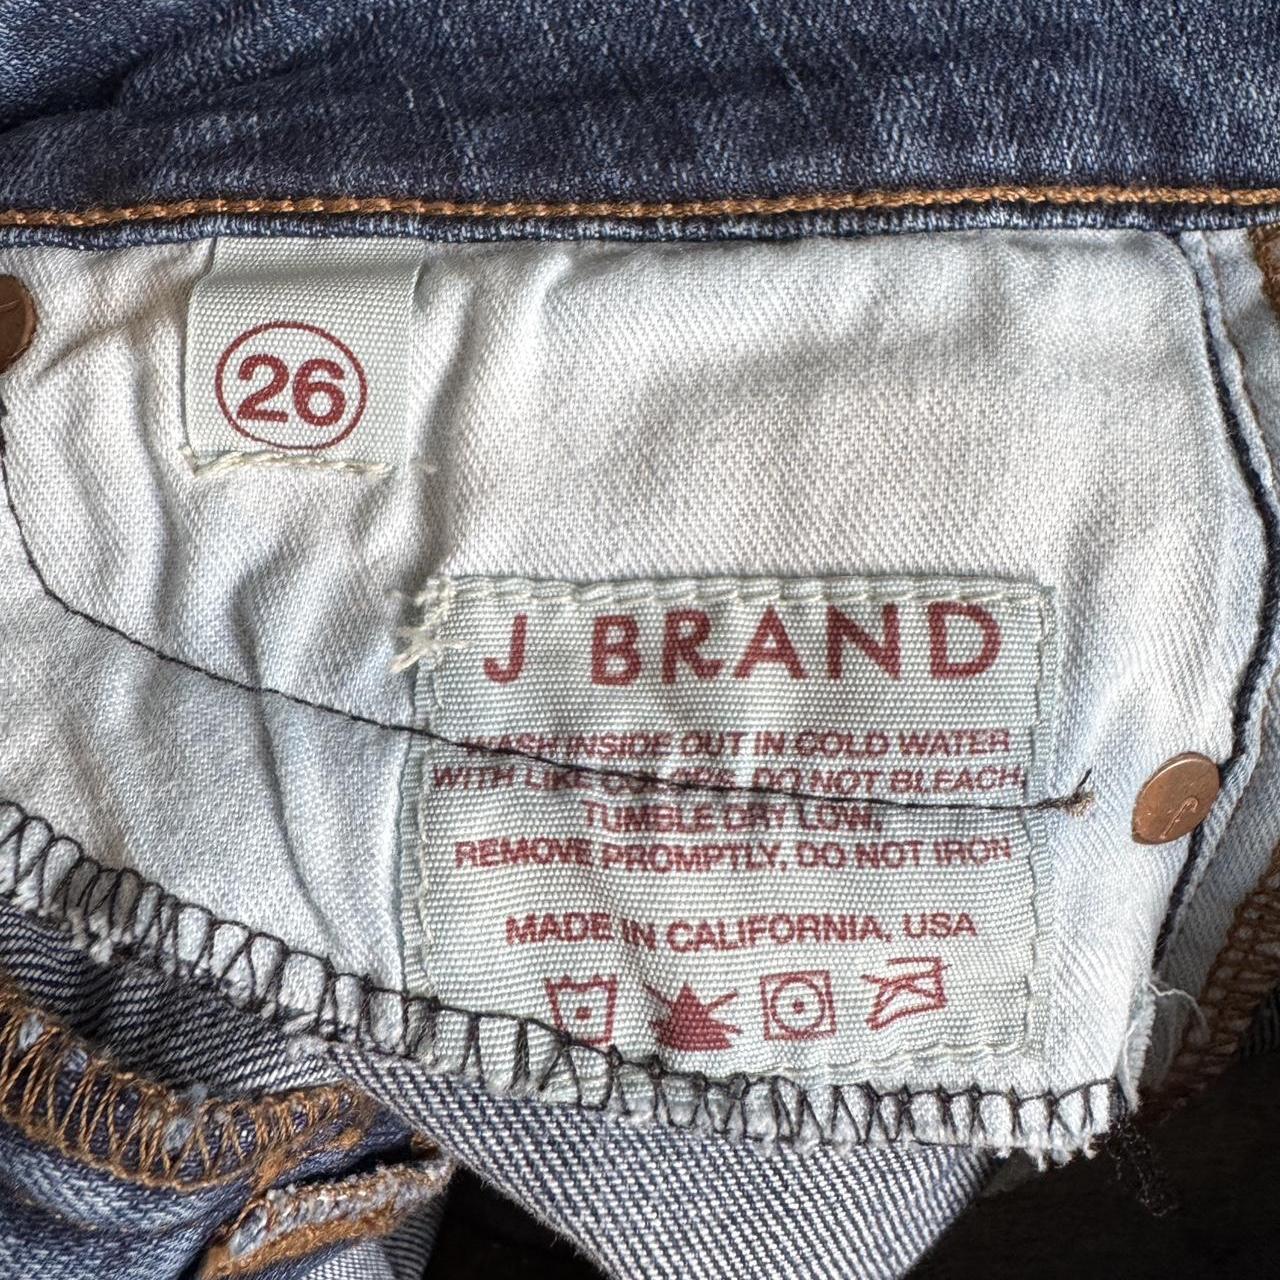 26
J BRAND
WASH INSIDE OUT IN COLD WATER
WITH LIKE COLORS, DO NOT BLEACH,
TUMBLE DRY LOW,
REMOVE PROMPTLY, DO NOT IRON
MADE IN CALIFORNIA, USA